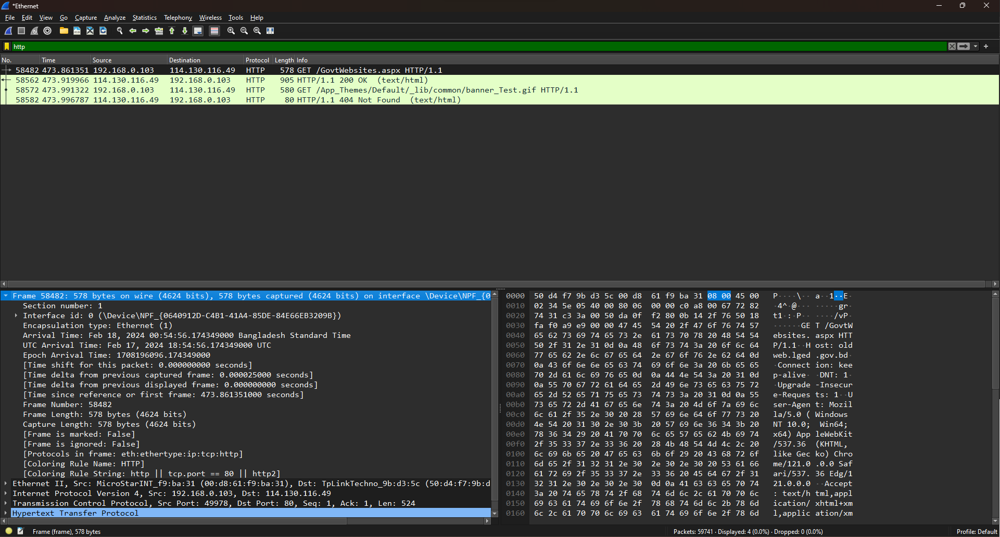 *Ethernet
File Edit View Go Capture Analyze Statistics Telephony Wireless Tools Help
http
No. Time Source Destination Protocol Length Info
58482 473.861351 192.168.0.103 114.130.116.49 HTTP 578 GET /GovtWebsites.aspx HTTP/1.1
58562 473.919966 114.130.116.49 192.168.0.103 HTTP 905 HTTP/1.1 200 OK (text/html)
58572 473.991322 192.168.0.103 114.130.116.49 HTTP 580 GET /App_Themes/Default/_lib/common/banner_Test.gif HTTP/1.1
58582 473.996787 114.130.116.49 192.168.0.103 HTTP 80 HTTP/1.1 404 Not Found (text/html)
Frame 58482: 578 bytes on wire (4624 bits), 578 bytes captured (4624 bits) on interface \Device\NPF_{0
Section number: 1
Interface id: 0 (\Device\NPF_{0640912D-C4B1-41A4-85DE-84E66EB3209B})
Encapsulation type: Ethernet (1)
Arrival Time: Feb 18, 2024 00:54:56.174349000 Bangladesh Standard Time
UTC Arrival Time: Feb 17, 2024 18:54:56.174349000 UTC
Epoch Arrival Time: 1708196096.174349000
[Time shift for this packet: 0.000000000 seconds]
[Time delta from previous captured frame: 0.000025000 seconds]
[Time delta from previous displayed frame: 0.000000000 seconds]
[Time since reference or first frame: 473.861351000 seconds]
Frame Number: 58482
Frame Length: 578 bytes (4624 bits)
Capture Length: 578 bytes (4624 bits)
[Frame is marked: False]
[Frame is ignored: False]
[Protocols in frame: eth:ethertype:ip:tcp:http]
[Coloring Rule Name: HTTP]
[Coloring Rule String: http || tcp.port == 80 || http2]
Ethernet II, Src: MicroStarINT_f9:ba:31 (00:d8:61:f9:ba:31), Dst: TpLinkTechno_9b:d3:5c (50:d4:f7:9b:d
Internet Protocol Version 4, Src: 192.168.0.103, Dst: 114.130.116.49
Transmission Control Protocol, Src Port: 49978, Dst Port: 80, Seq: 1, Ack: 1, Len: 524
Hypertext Transfer Protocol
0000 50 d4 f7 9b d3 5c 00 d8 61 f9 ba 31 08 00 45 00 P····\·· a··1··E·
0010 02 34 5e 05 40 00 80 06 00 00 c0 a8 00 67 72 82 ·4^·@··· ·····gr·
0020 74 31 c3 3a 00 50 da 0f f2 80 0b 14 2f 76 50 18 t1·:·P·· ····/vP·
0030 fa f0 a9 e9 00 00 47 45 54 20 2f 47 6f 76 74 57 ······GE T /GovtW
0040 65 62 73 69 74 65 73 2e 61 73 70 78 20 48 54 54 ebsites. aspx HTT
0050 50 2f 31 2e 31 0d 0a 48 6f 73 74 3a 20 6f 6c 64 P/1.1··H ost: old
0060 77 65 62 2e 6c 67 65 64 2e 67 6f 76 2e 62 64 0d web.lged .gov.bd·
0070 0a 43 6f 6e 6e 65 63 74 69 6f 6e 3a 20 6b 65 65 ·Connect ion: kee
0080 70 2d 61 6c 69 76 65 0d 0a 44 4e 54 3a 20 31 0d p-alive· ·DNT: 1·
0090 0a 55 70 67 72 61 64 65 2d 49 6e 73 65 63 75 72 ·Upgrade -Insecur
00a0 65 2d 52 65 71 75 65 73 74 73 3a 20 31 0d 0a 55 e-Reques ts: 1··U
00b0 73 65 72 2d 41 67 65 6e 74 3a 20 4d 6f 7a 69 6c ser-Agen t: Mozil
00c0 6c 61 2f 35 2e 30 20 28 57 69 6e 64 6f 77 73 20 la/5.0 ( Windows
00d0 4e 54 20 31 30 2e 30 3b 20 57 69 6e 36 34 3b 20 NT 10.0; Win64;
00e0 78 36 34 29 20 41 70 70 6c 65 57 65 62 4b 69 74 x64) App leWebKit
00f0 2f 35 33 37 2e 33 36 20 28 4b 48 54 4d 4c 2c 20 /537.36 (KHTML,
0100 6c 69 6b 65 20 47 65 63 6b 6f 29 20 43 68 72 6f like Gec ko) Chro
0110 6d 65 2f 31 32 31 2e 30 2e 30 2e 30 20 53 61 66 me/121.0 .0.0 Saf
0120 61 72 69 2f 35 33 37 2e 33 36 20 45 64 67 2f 31 ari/537. 36 Edg/1
0130 32 31 2e 30 2e 30 2e 30 0d 0a 41 63 63 65 70 74 21.0.0.0 ··Accept
0140 3a 20 74 65 78 74 2f 68 74 6d 6c 2c 61 70 70 6c : text/h tml,appl
0150 69 63 61 74 69 6f 6e 2f 78 68 74 6d 6c 2b 78 6d ication/ xhtml+xm
0160 6c 2c 61 70 70 6c 69 63 61 74 69 6f 6e 2f 78 6d l,applic ation/xm
Frame (frame), 578 bytes
Packets: 59741 · Displayed: 4 (0.0%) · Dropped: 0 (0.0%)
Profile: Default